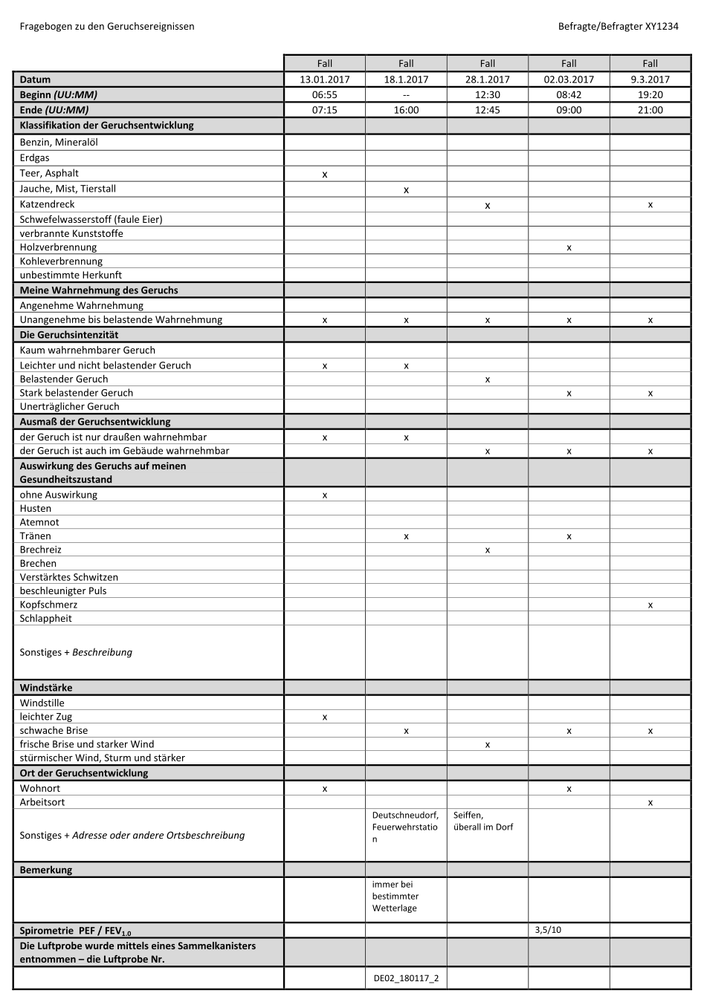 Fragebogen zu den Geruchsereignissen Befragte/Befragter XY1234
Fall Fall Fall Fall Fall
Datum 13.01.2017 18.1.2017 28.1.2017 02.03.2017 9.3.2017
Beginn (UU:MM) 06:55 -- 12:30 08:42 19:20
Ende (UU:MM) 07:15 16:00 12:45 09:00 21:00
Klassifikation der Geruchsentwicklung
Benzin, Mineralöl
Erdgas
Teer, Asphalt x
Jauche, Mist, Tierstall x
Katzendreck x x
Schwefelwasserstoff (faule Eier)
verbrannte Kunststoffe
Holzverbrennung x
Kohleverbrennung
unbestimmte Herkunft
Meine Wahrnehmung des Geruchs
Angenehme Wahrnehmung
Unangenehme bis belastende Wahrnehmung x x x x x
Die Geruchsintenzität
Kaum wahrnehmbarer Geruch
Leichter und nicht belastender Geruch x x
Belastender Geruch x
Stark belastender Geruch x x
Unerträglicher Geruch
Ausmaß der Geruchsentwicklung
der Geruch ist nur draußen wahrnehmbar x x
der Geruch ist auch im Gebäude wahrnehmbar x x x
Auswirkung des Geruchs auf meinen
Gesundheitszustand
ohne Auswirkung x
Husten
Atemnot
Tränen x x
Brechreiz x
Brechen
Verstärktes Schwitzen
beschleunigter Puls
Kopfschmerz x
Schlappheit
Sonstiges + Beschreibung
Windstärke
Windstille
leichter Zug x
schwache Brise x x x
frische Brise und starker Wind x
stürmischer Wind, Sturm und stärker
Ort der Geruchsentwicklung
Wohnort x x
Arbeitsort x
Sonstiges + Adresse oder andere Ortsbeschreibung
Deutschneudorf,
Feuerwehrstatio
n
Seiffen,
überall im Dorf
Bemerkung
immer bei
bestimmter
Wetterlage
Spirometrie PEF / FEV1.0 3,5/10
Die Luftprobe wurde mittels eines Sammelkanisters
entnommen – die Luftprobe Nr.
DE02_180117_2